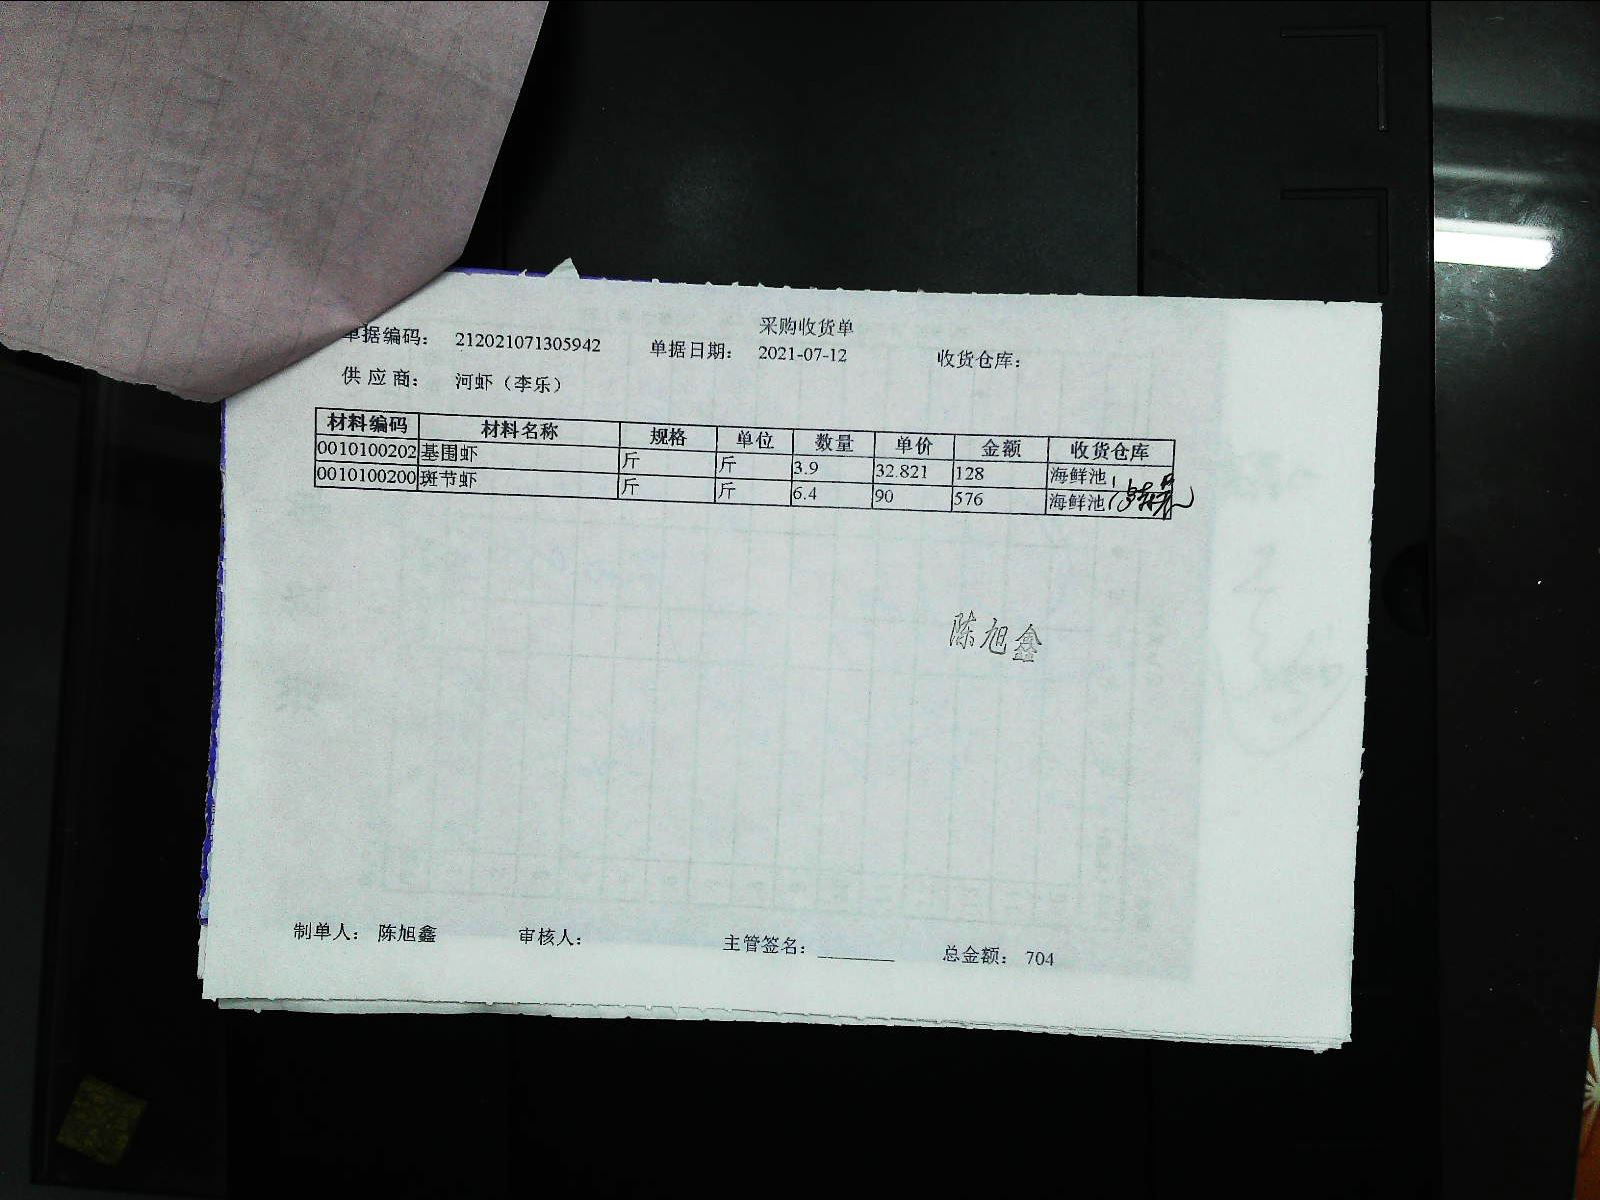 采购收货单
单据编码： 212021071305942 单据日期： 2021-07-12 收货仓库：
供 应 商： 河虾（李乐）
材料编码 材料名称 规格 单位 数量 单价 金额 收货仓库
0010100202 基围虾 斤 斤 3.9 32.821 128 海鲜池
0010100200 斑节虾 斤 斤 6.4 90 576 海鲜池
陈旭鑫
制单人： 陈旭鑫 审核人： 主管签名： 总金额： 704